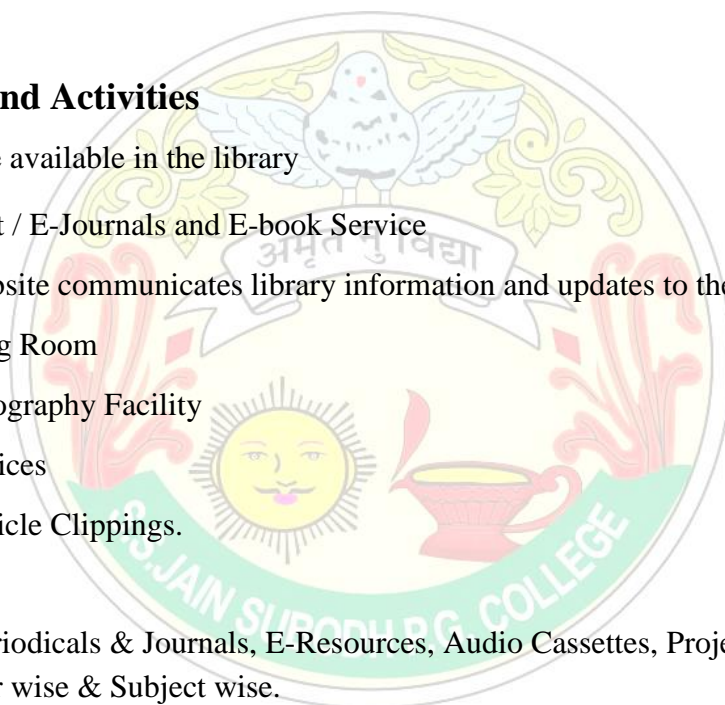 nd Activities
available in the library
t / E-Journals and E-book Service
bsite communicates library information and updates to the
अमृतं नु विद्या
g Room
ography Facility
ices
icle Clippings.
S.S.JAIN SUBODH P.G. COLLEGE
riodicals & Journals, E-Resources, Audio Cassettes, Proje
r wise & Subject wise.